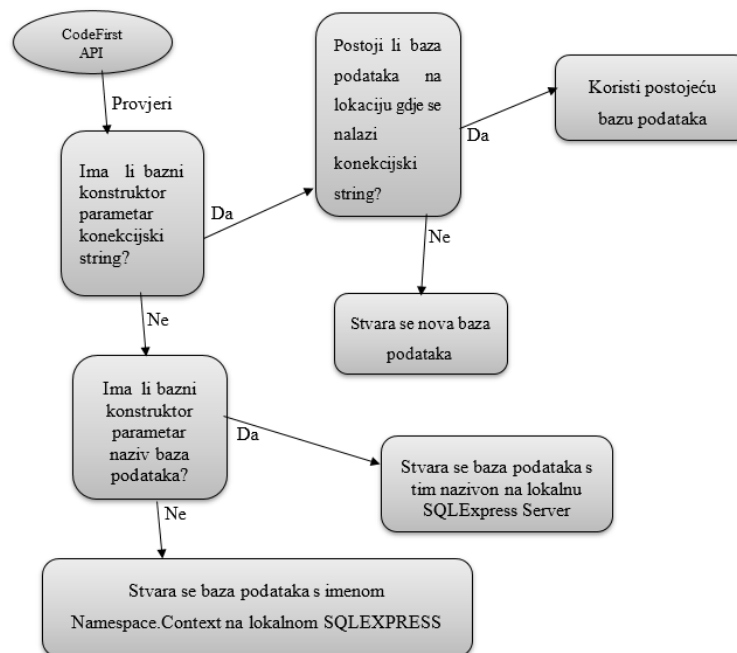 CodeFirst
API
Provjeri
Ima li bazni
konstruktor
parametar
konekcijski
string?
Da
Postoji li baza
podataka na
lokaciju gdje se
nalazi
konekcijski
string?
Da
Koristi postojeću
bazu podataka
Ne
Stvara se nova baza
podataka
Ne
Ima li bazni
konstruktor
parametar
naziv baza
podataka?
Da
Stvara se baza podataka s
tim nazivon na lokalnu
SQLExpress Server
Ne
Stvara se baza podataka s imenom
Namespace.Context na lokalnom SQLEXPRESS